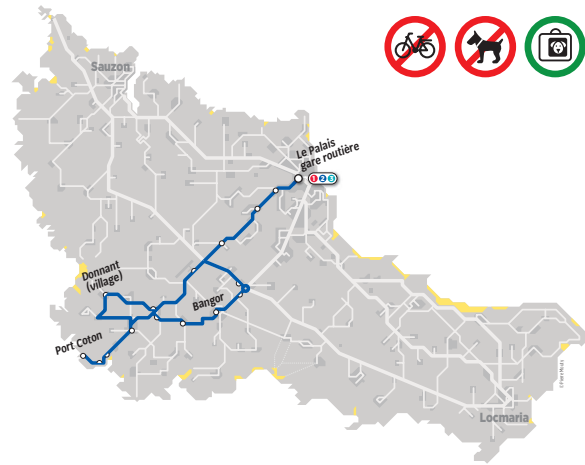 Sauzon
Le Palais
gare routière
1 2 3
Donnant
(village)
Bangor
Port Coton
Locmaria